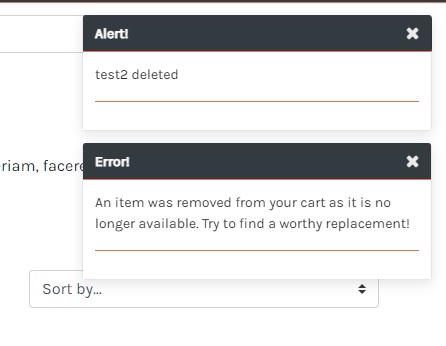 Alert!
test2 deleted
Error!
riam, facere
An item was removed from your cart as it is no
longer available. Try to find a worthy replacement!
Sort by...